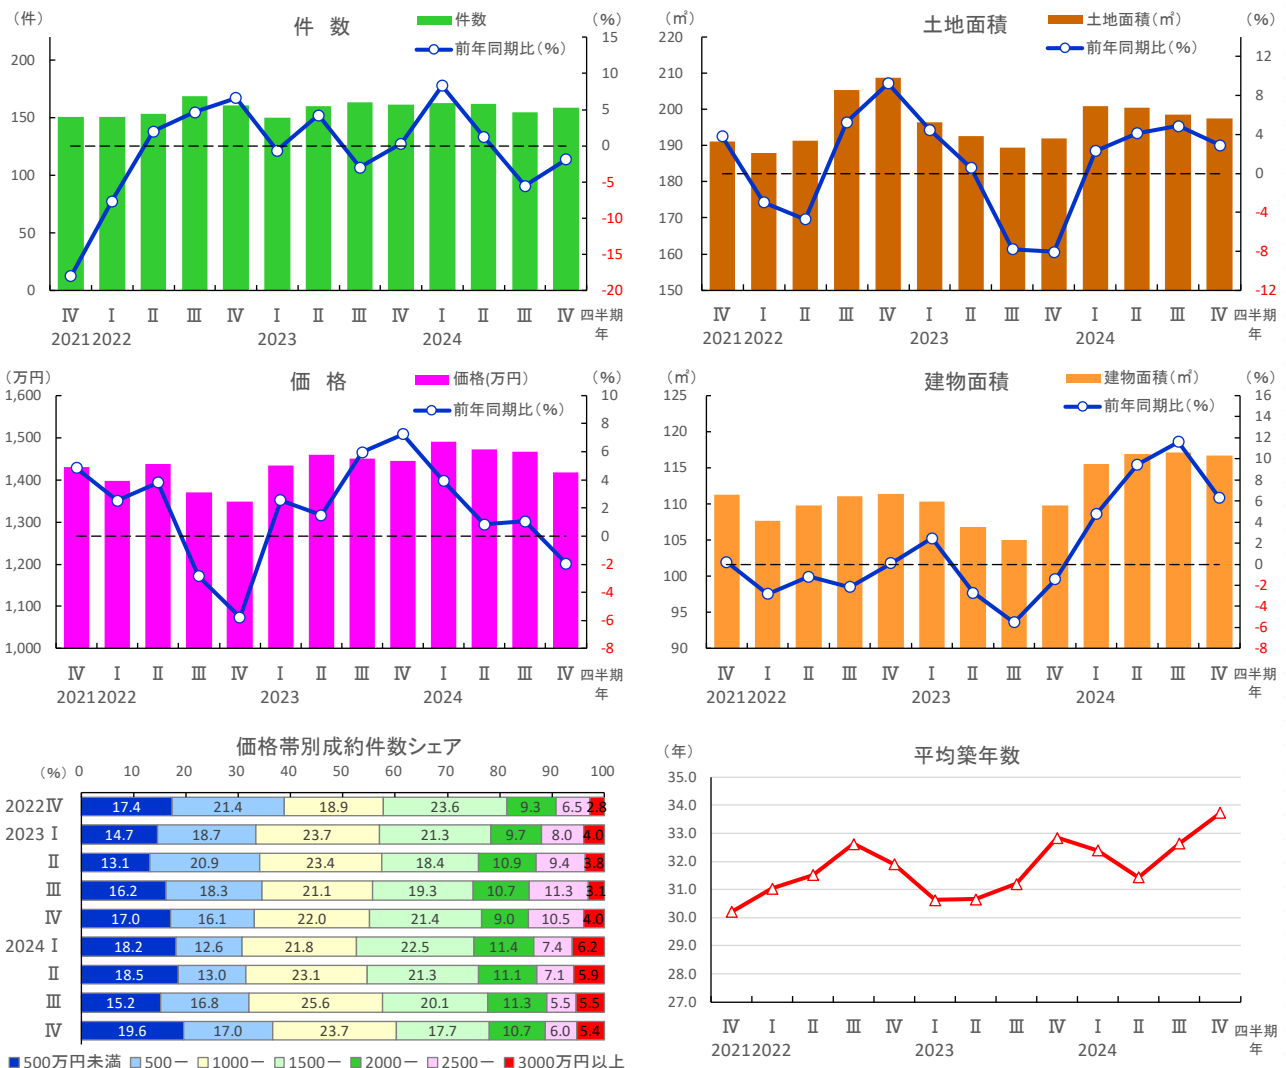 件 数
(件)
(%)
件数
前年同期比(%)
200
150
100
50
0
15
10
5
0
-5
-10
-15
-20
Ⅳ Ⅰ Ⅱ Ⅲ Ⅳ Ⅰ Ⅱ Ⅲ Ⅳ Ⅰ Ⅱ Ⅲ Ⅳ 四半期
2021 2022 2023 2024 年
土地面積
(㎡)
(%)
土地面積(㎡)
前年同期比(%)
220
210
200
190
180
170
160
150
12
8
4
0
-4
-8
-12
Ⅳ Ⅰ Ⅱ Ⅲ Ⅳ Ⅰ Ⅱ Ⅲ Ⅳ Ⅰ Ⅱ Ⅲ Ⅳ 四半期
2021 2022 2023 2024 年
価 格
(万円)
(%)
価格(万円)
前年同期比(%)
1,600
1,500
1,400
1,300
1,200
1,100
1,000
10
8
6
4
2
0
-2
-4
-6
-8
Ⅳ Ⅰ Ⅱ Ⅲ Ⅳ Ⅰ Ⅱ Ⅲ Ⅳ Ⅰ Ⅱ Ⅲ Ⅳ 四半期
2021 2022 2023 2024 年
建物面積
(㎡)
(%)
建物面積(㎡)
前年同期比(%)
125
120
115
110
105
100
95
90
16
14
12
10
8
6
4
2
0
-2
-4
-6
-8
Ⅳ Ⅰ Ⅱ Ⅲ Ⅳ Ⅰ Ⅱ Ⅲ Ⅳ Ⅰ Ⅱ Ⅲ Ⅳ 四半期
2021 2022 2023 2024 年
価格帯別成約件数シェア
(%) 0 10 20 30 40 50 60 70 80 90 100
2022 Ⅳ 17.4 21.4 18.9 23.6 9.3 6.5 2.8
2023 Ⅰ 14.7 18.7 23.7 21.3 9.7 8.0 4.0
Ⅱ 13.1 20.9 23.4 18.4 10.9 9.4 3.8
Ⅲ 16.2 18.3 21.1 19.3 10.7 11.3 3.1
Ⅳ 17.0 16.1 22.0 21.4 9.0 10.5 4.0
2024 Ⅰ 18.2 12.6 21.8 22.5 11.4 7.4 6.2
Ⅱ 18.5 13.0 23.1 21.3 11.1 7.1 5.9
Ⅲ 15.2 16.8 25.6 20.1 11.3 5.5 5.5
Ⅳ 19.6 17.0 23.7 17.7 10.7 6.0 5.4
500万円未満 500ー 1000ー 1500ー 2000ー 2500ー 3000万円以上
平均築年数
(年)
35.0
34.0
33.0
32.0
31.0
30.0
29.0
28.0
27.0
Ⅳ Ⅰ Ⅱ Ⅲ Ⅳ Ⅰ Ⅱ Ⅲ Ⅳ Ⅰ Ⅱ Ⅲ Ⅳ 四半期
2021 2022 2023 2024 年